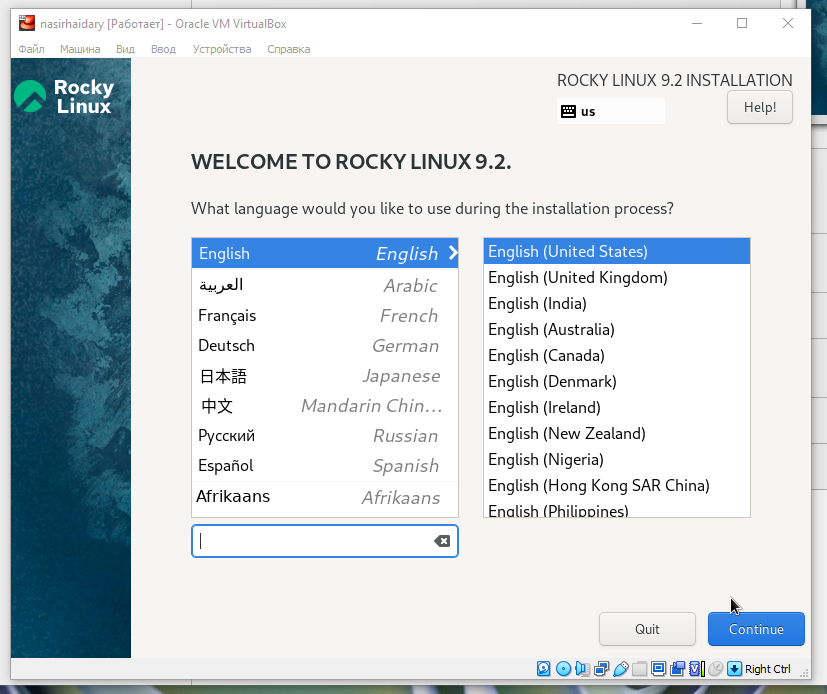 nasirhaidary [Работает] - Oracle VM VirtualBox
Файл Машина Вид Ввод Устройства Справка
Rocky
Linux
ROCKY LINUX 9.2 INSTALLATION
us
Help!
WELCOME TO ROCKY LINUX 9.2.
What language would you like to use during the installation process?
English English
العربية Arabic
Français French
Deutsch German
日本語 Japanese
中文 Mandarin Chin…
Русский Russian
Español Spanish
Afrikaans Afrikaans
English (United States)
English (United Kingdom)
English (India)
English (Australia)
English (Canada)
English (Denmark)
English (Ireland)
English (New Zealand)
English (Nigeria)
English (Hong Kong SAR China)
English (Philippines)
Quit Continue
Right Ctrl